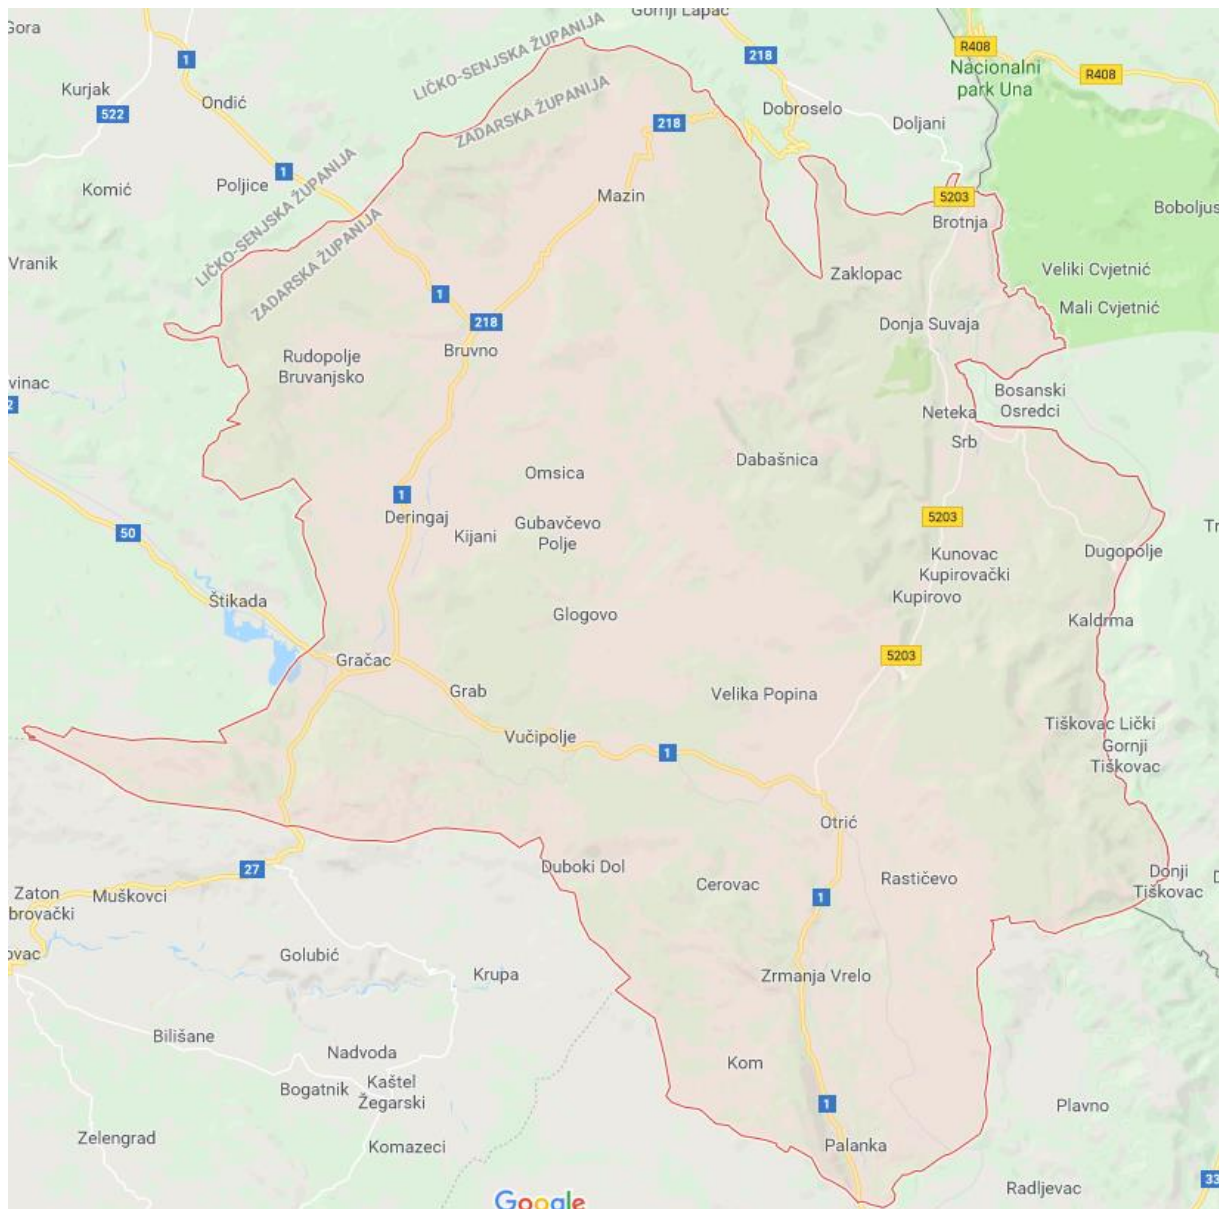 Gornji Lapac
Gora
1
LIČKO-SENJSKA ŽUPANIJA
218
R408
Nacionalni
park Una
R408
Kurjak
522
Ondić
ZADARSKA ŽUPANIJA
218
Dobroselo
Doljani
1
Komić
Poljice
Mazin
5203
Brotnja
Boboljus
LIČKO-SENJSKA ŽUPANIJA
ZADARSKA ŽUPANIJA
Vranik
Zaklopac
Veliki Cvjetnić
1
Mali Cvjetnić
218
Donja Suvaja
Bruvno
Rudopolje
Bruvanjsko
vinac
2
Bosanski
Osredci
Neteka
Srb
Dabašnica
Omsica
1
Deringaj
5203
Gubavčevo
Polje
Kijani
50
Tr
Dugopolje
Kunovac
Kupirovački
Kupirovo
Štikada
Glogovo
Kaldrma
Gračac
5203
Grab
Velika Popina
Vučipolje
1
Tiškovac Lički
Gornji
Tiškovac
Otrić
27
Duboki Dol
Cerovac
Rastičevo
Donji
Tiškovac
D
Zaton
brovački
Muškovci
1
ovac
Golubić
Krupa
Zrmanja Vrelo
Bilišane
Nadvoda
Kom
Bogatnik
Kaštel
Žegarski
1
Plavno
Zelengrad
Komazeci
Palanka
33
Radljevac
Google